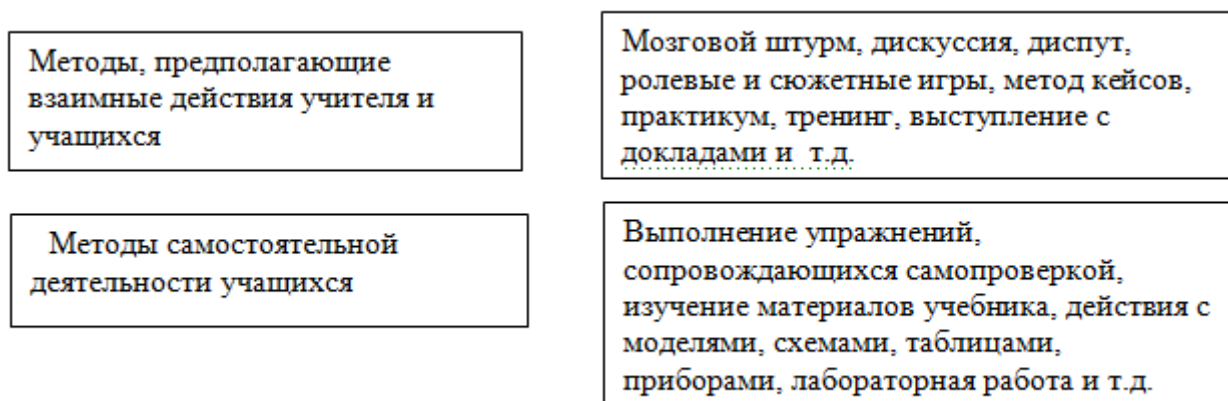 Методы, предполагающие
взаимные действия учителя и
учащихся
Мозговой штурм, дискуссия, диспут,
ролевые и сюжетные игры, метод кейсов,
практикум, тренинг, выступление с
докладами и т.д.
Методы самостоятельной
деятельности учащихся
Выполнение упражнений,
сопровождающихся самопроверкой,
изучение материалов учебника, действия с
моделями, схемами, таблицами,
приборами, лабораторная работа и т.д.